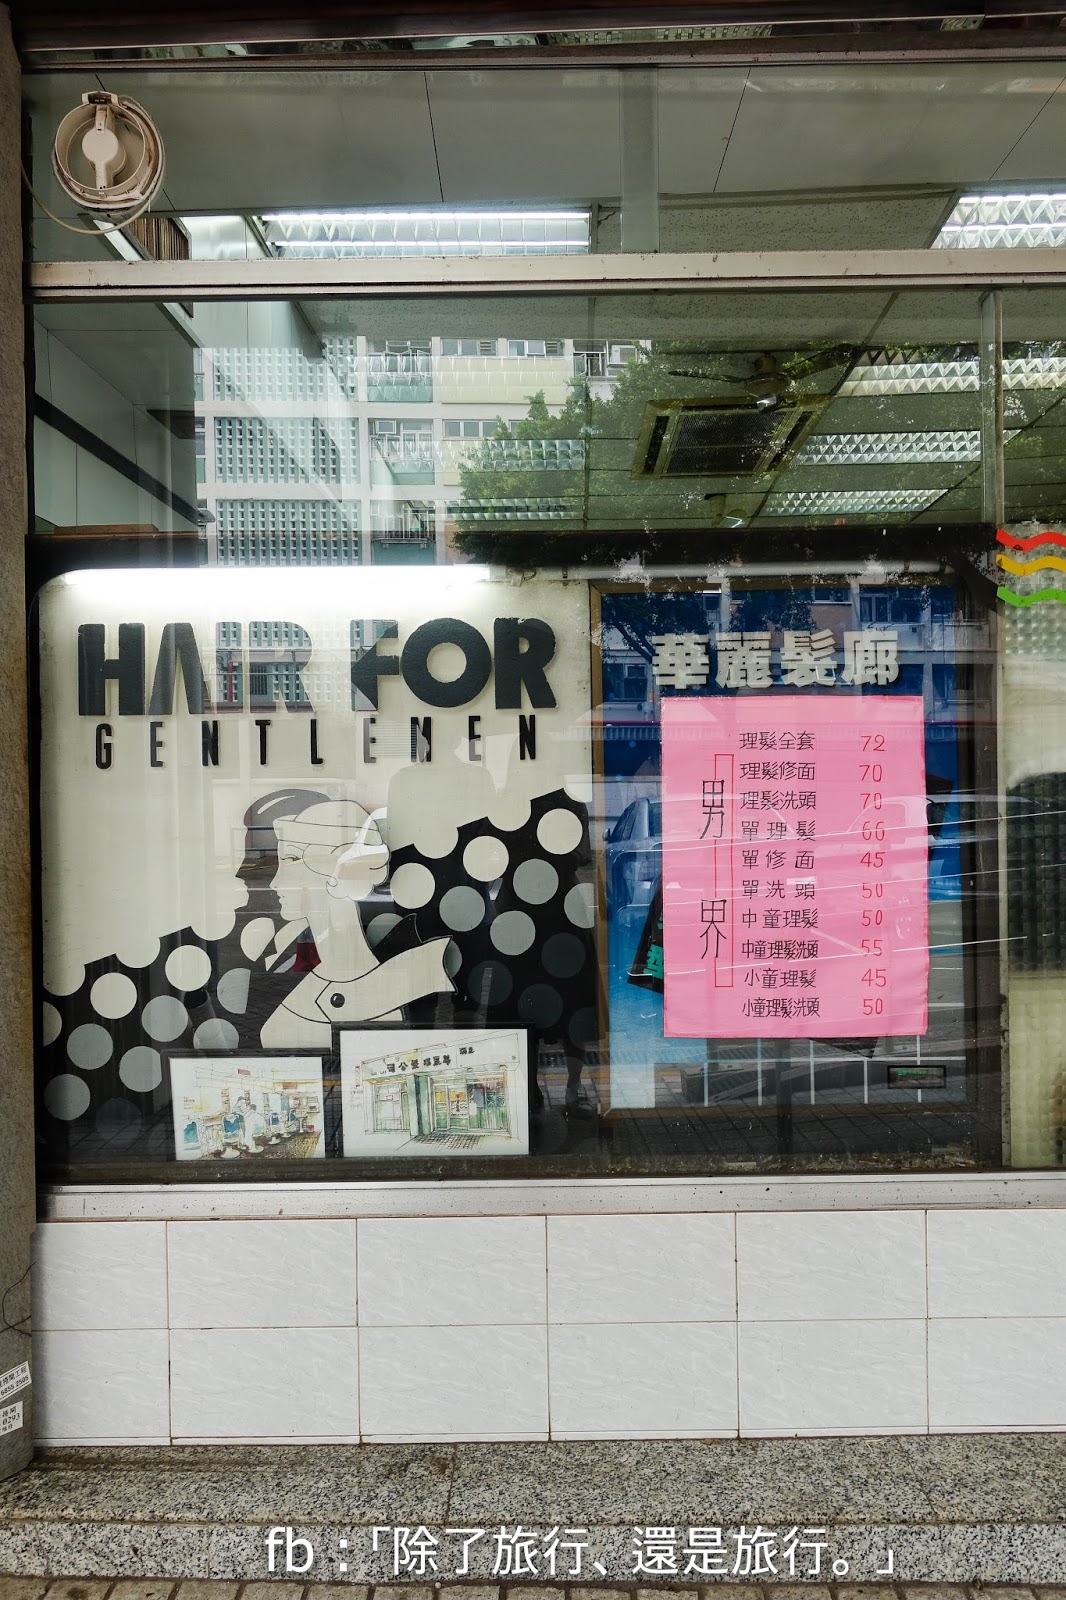 HAIR FOR
GENTLEMEN
華麗髮廊
男界
理髮全套 72
理髮修面 70
理髮洗頭 70
單理髮 66
單修面 45
單洗頭 50
中童理髮 50
中童理髮洗頭 55
小童理髮 45
小童理髮洗頭 50
fb：「除了旅行、還是旅行。」